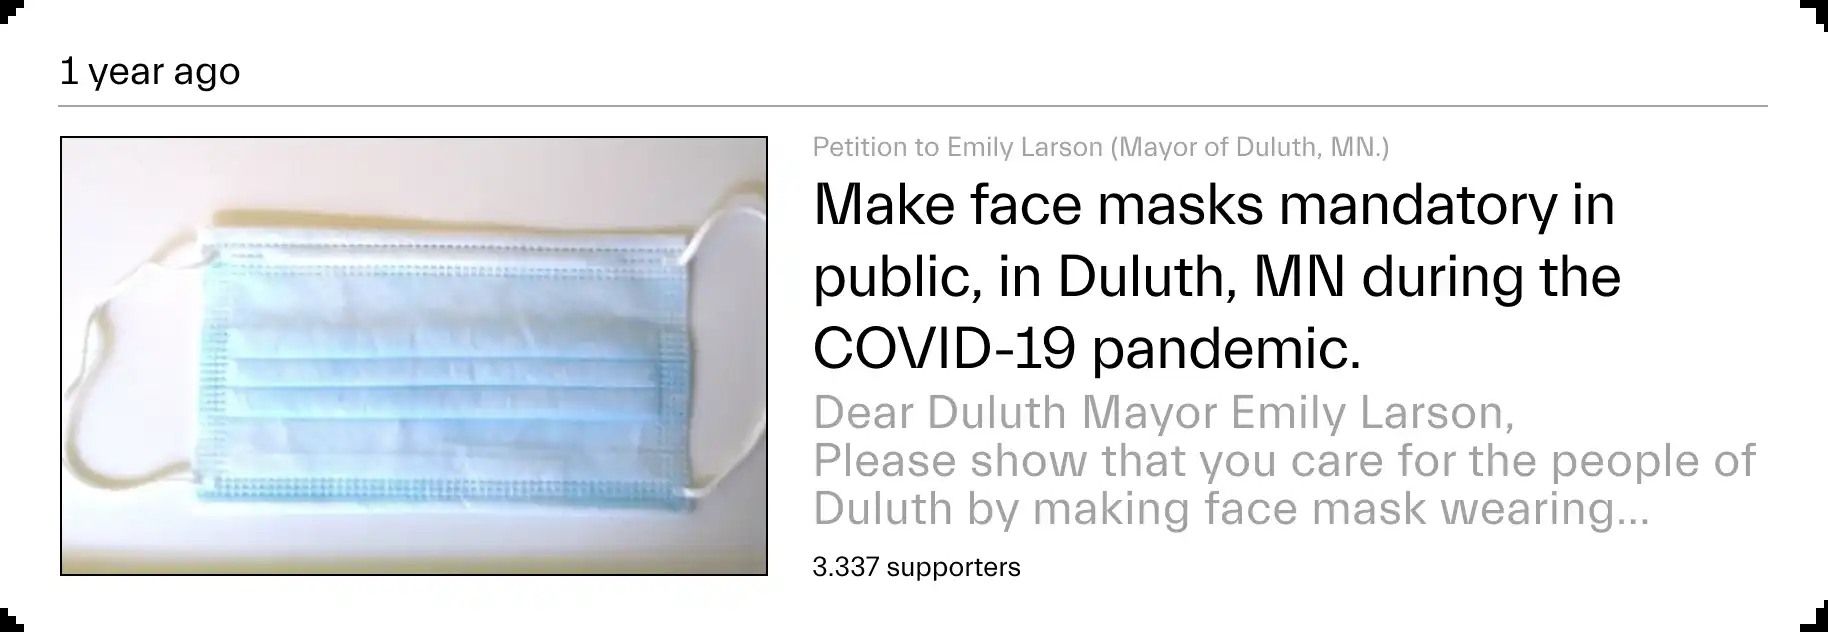 1 year ago
Petition to Emily Larson (Mayor of Duluth, MN.)
Make face masks mandatory in
public, in Duluth, MN during the
COVID-19 pandemic.
Dear Duluth Mayor Emily Larson,
Please show that you care for the people of
Duluth by making face mask wearing...
3.337 supporters